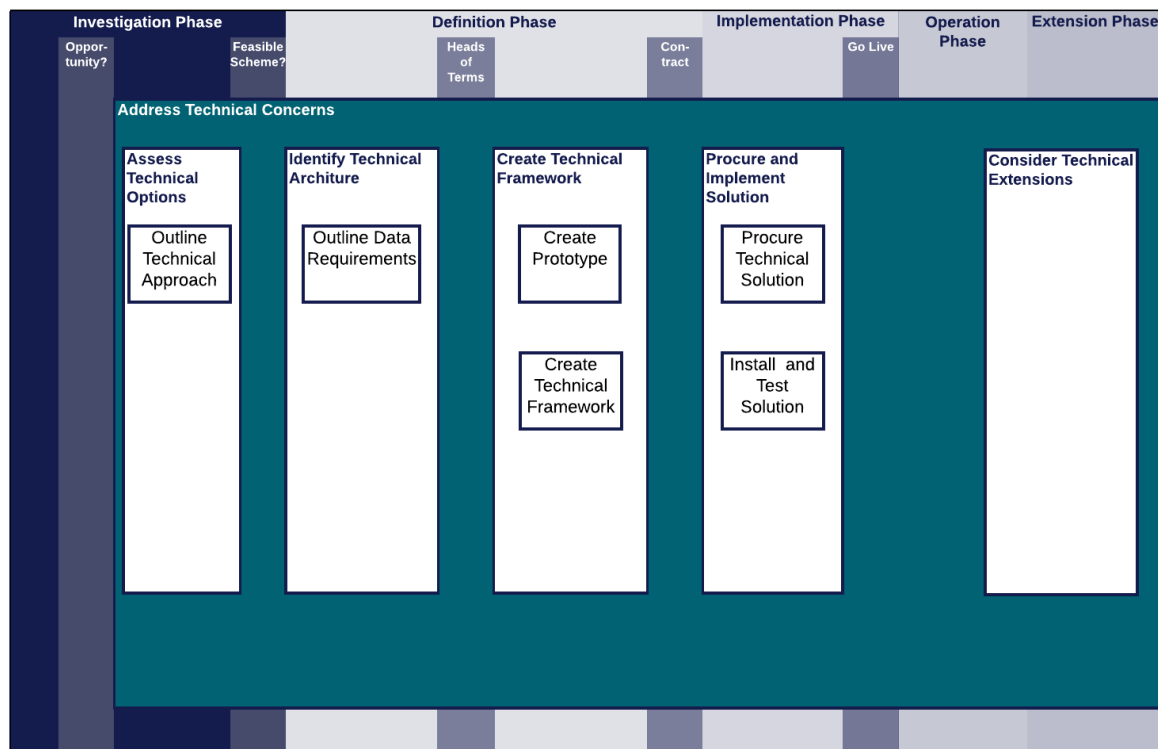 Investigation Phase
Definition Phase
Implementation Phase
Operation
Phase
Extension Phase
Oppor-
tunity?
Feasible
Scheme?
Heads
of
Terms
Con-
tract
Go Live
Address Technical Concerns
Assess
Technical
Options
Outline
Technical
Approach
Identify Technical
Architure
Outline Data
Requirements
Create Technical
Framework
Create
Prototype
Create
Technical
Framework
Procure and
Implement
Solution
Procure
Technical
Solution
Install and
Test
Solution
Consider Technical
Extensions